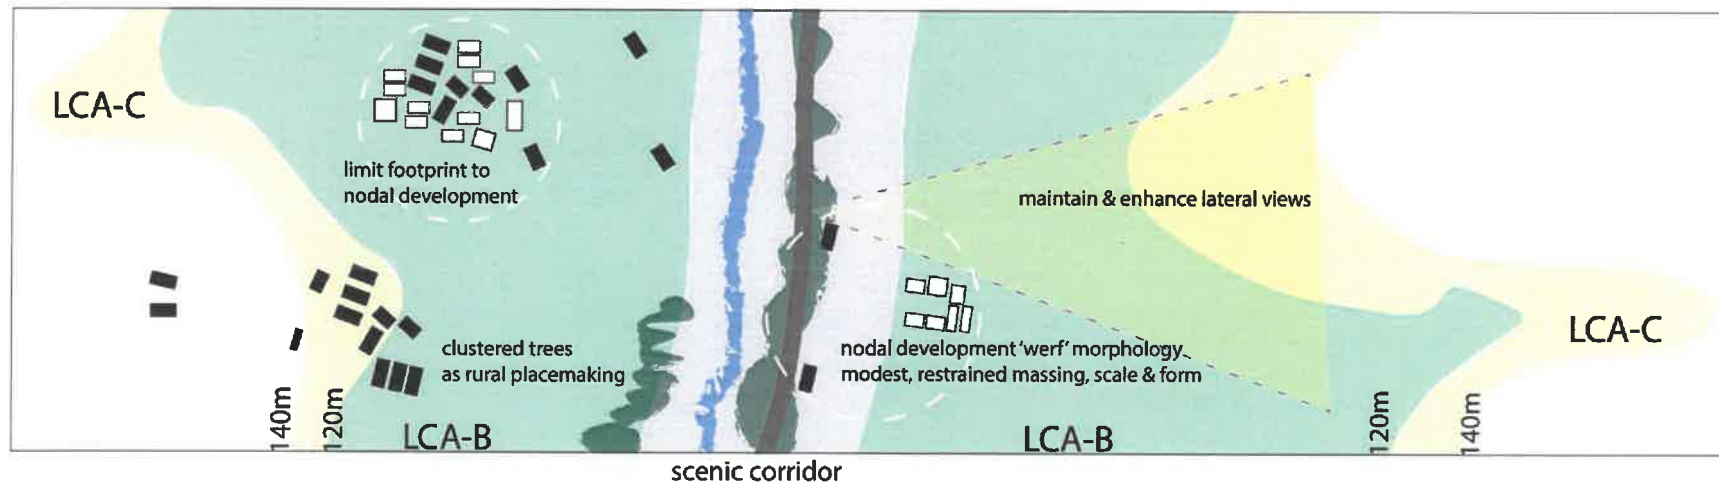 LCA-C
limit footprint to
nodal development
maintain & enhance lateral views
clustered trees
as rural placemaking
nodal development 'werf' morphology
modest, restrained massing, scale & form
LCA-C
140m
120m
LCA-B
LCA-B
120m
140m
scenic corridor